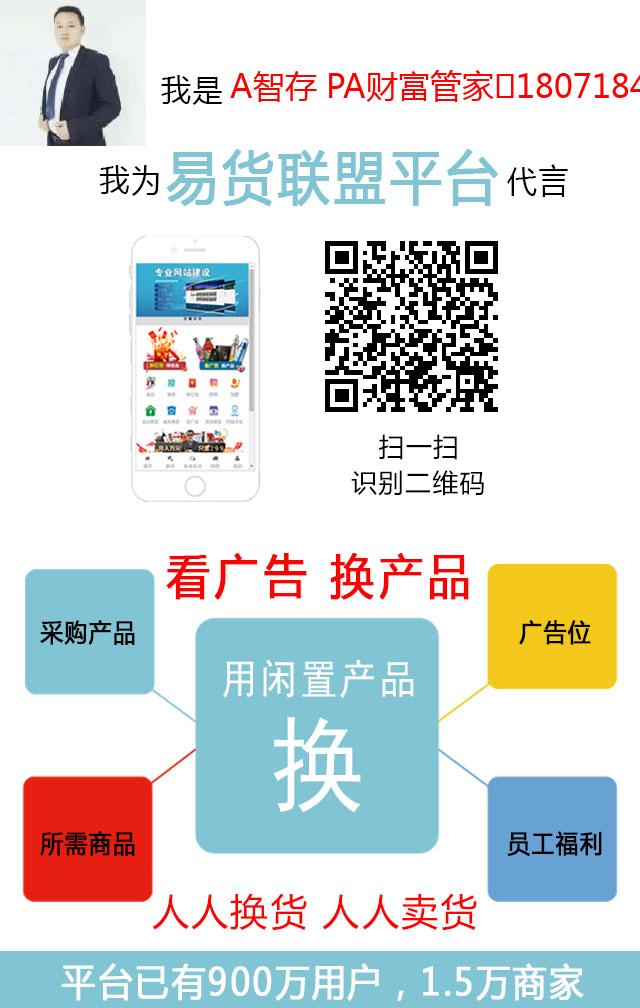 我是 A智存 PA财富管家▯1807184
我为 易货联盟平台 代言
专业网站建设
扫一扫
识别二维码
看广告 换产品
采购产品
广告位
用闲置产品
换
所需商品
员工福利
人人换货 人人卖货
平台已有900万用户，1.5万商家